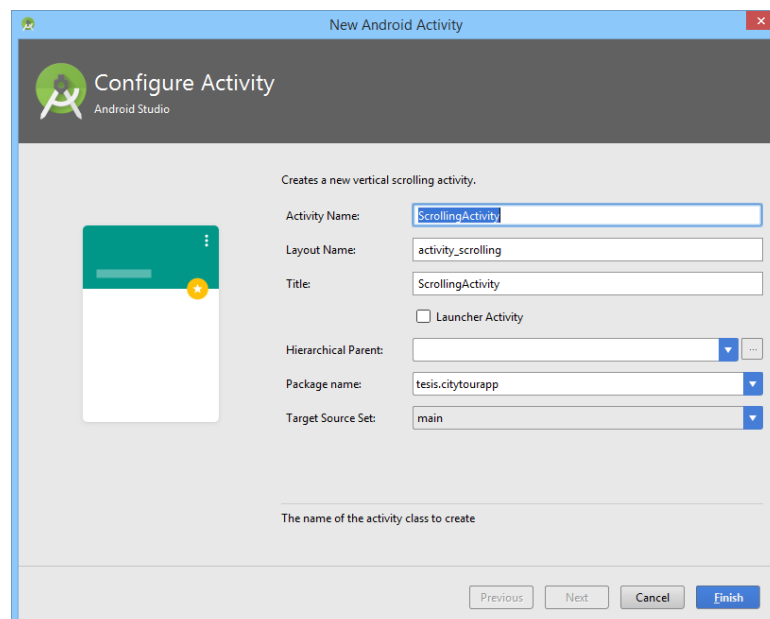 New Android Activity
Configure Activity
Android Studio
Creates a new vertical scrolling activity.
Activity Name: ScrollingActivity
Layout Name: activity_scrolling
Title: ScrollingActivity
Launcher Activity
Hierarchical Parent: ...
Package name: tesis.citytourapp
Target Source Set: main
The name of the activity class to create
Previous Next Cancel Finish